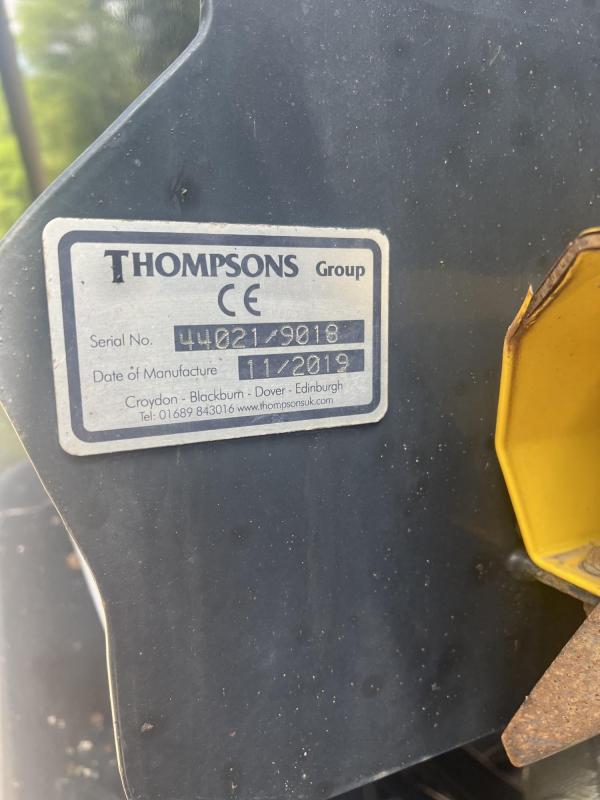 THOMPSONS Group
CE
Serial No. 44021/9018
Date of Manufacture 11/2019
Croydon - Blackburn - Dover - Edinburgh
Tel: 01689 843016 www.thompsonsuk.com